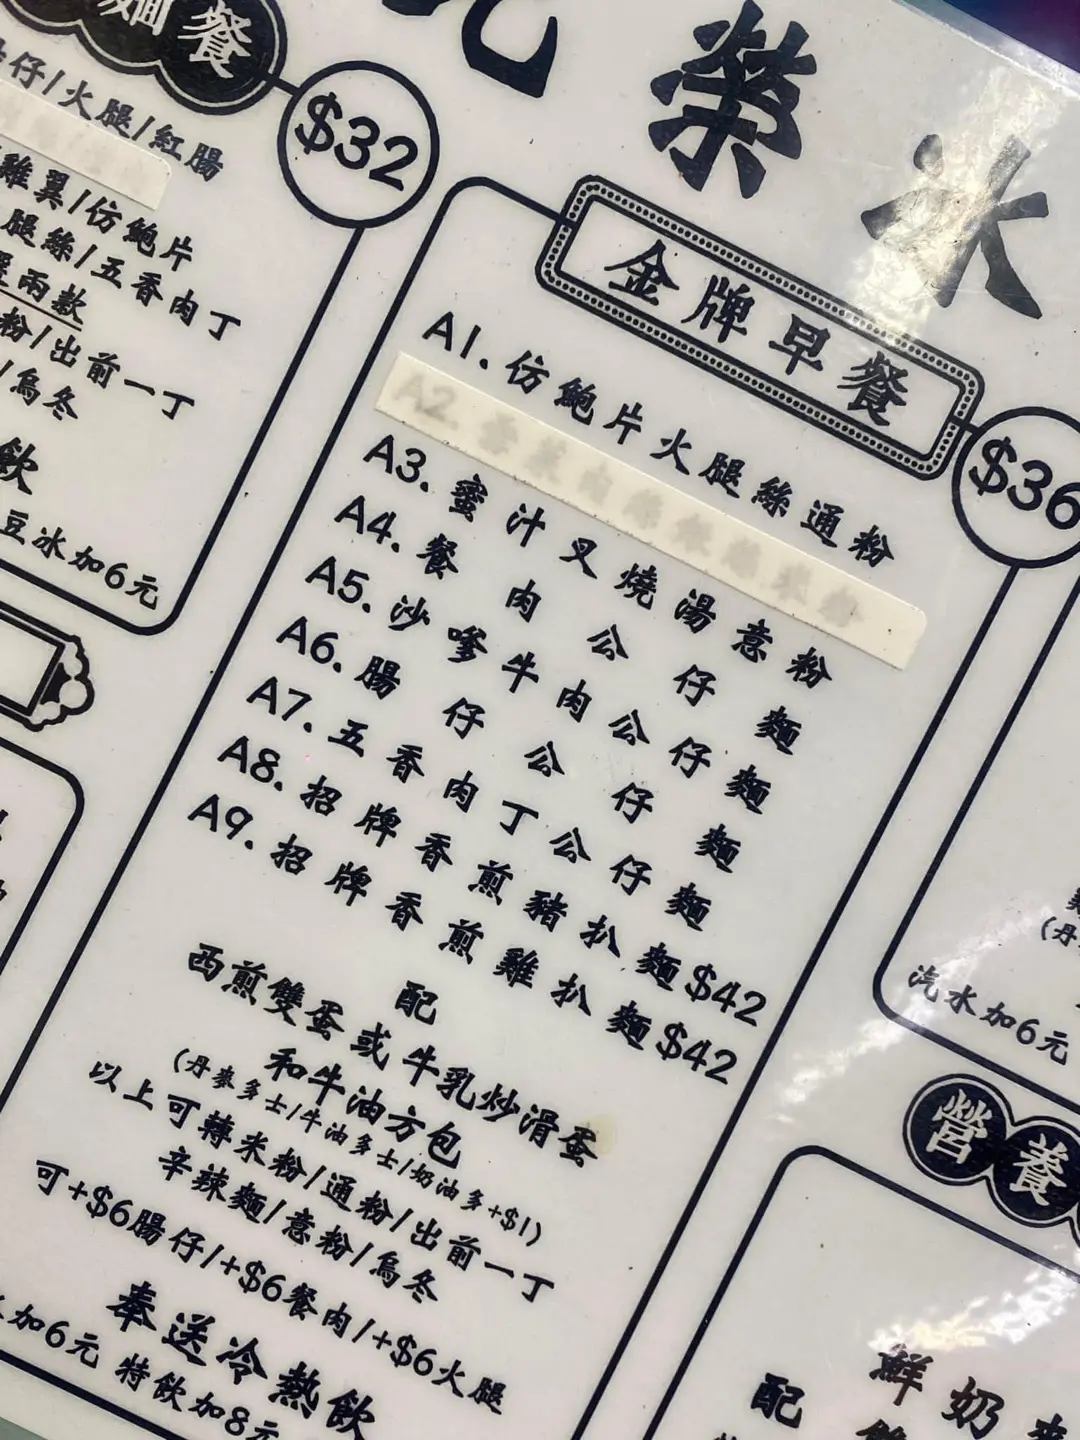 麵餐
$32
仔/火腿/紅腸
雞翼/仿鮑片
腿絲/五香肉丁
兩款
粉/出前一丁
/烏冬
飲
豆冰加6元
榮
冰
金牌早餐
$36
A1.仿鮑片火腿絲通粉
A3.蜜汁叉燒湯意粉
A4.餐肉公仔麵
A5.沙嗲牛肉公仔麵
A6.腸仔公仔麵
A7.五香肉丁公仔麵
A8.招牌香煎豬扒麵$42
A9.招牌香煎雞扒麵$42
配
西煎雙蛋或牛乳炒滑蛋
和牛油方包
(丹麥多士/牛油多士/奶油多+$1)
以上可轉米粉/通粉/出前一丁
辛辣麵/意粉/烏冬
可+$6腸仔/+$6餐肉/+$6火腿
奉送冷熱飲
加6元 特飲加8元
(丹
汽水加6元
營養
鮮奶
配